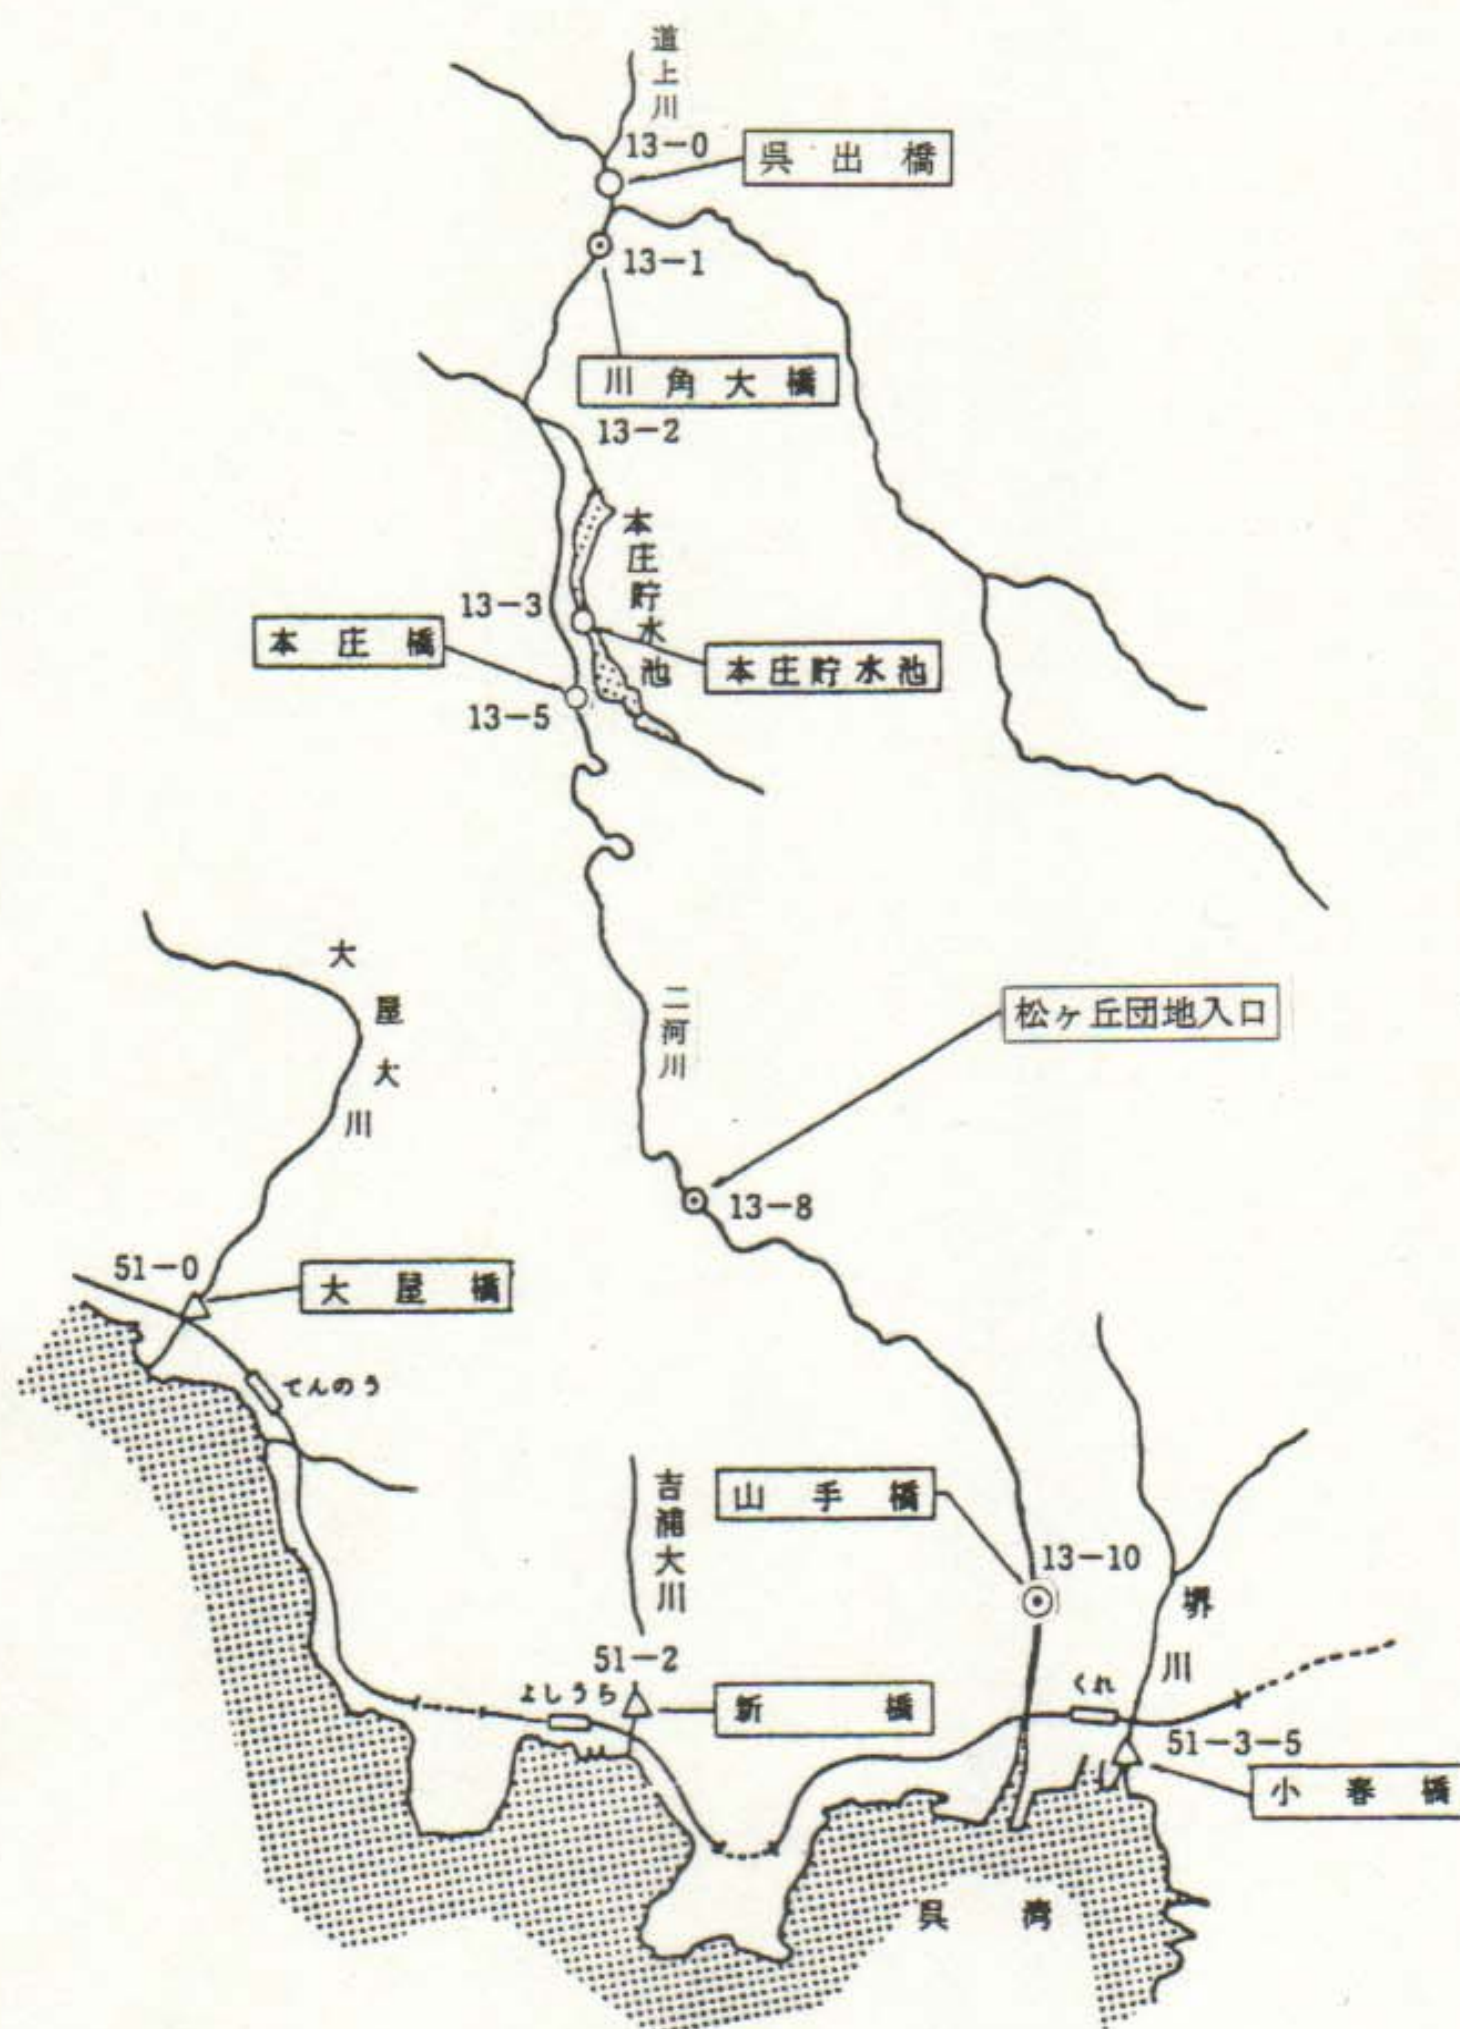 道上川
13-0
呉出橋
13-1
川角大橋
13-2
本庄貯水池
13-3
本庄橋
本庄貯水池
13-5
大屋大川
二河川
松ヶ丘団地入口
13-8
51-0
大屋橋
てんのう
吉浦大川
山手橋
13-10
堺川
51-2
よしうら
新橋
くれ
51-3-5
小春橋
呉湾